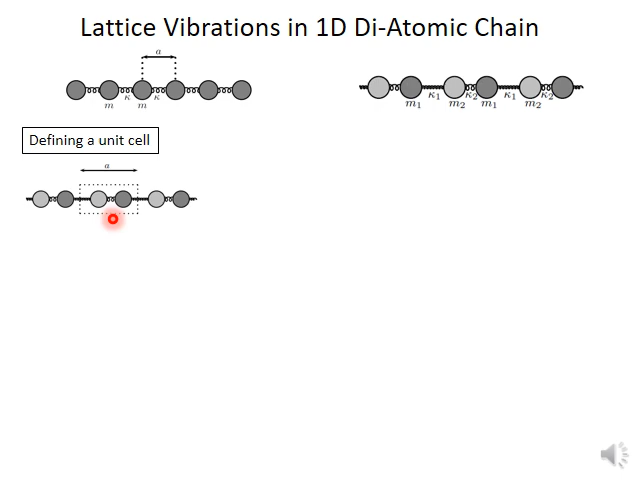 Lattice Vibrations in 1D Di-Atomic Chain
a
κ κ
m m
κ₁ κ₂ κ₁ κ₂
m₁ m₂ m₁ m₂
Defining a unit cell
a